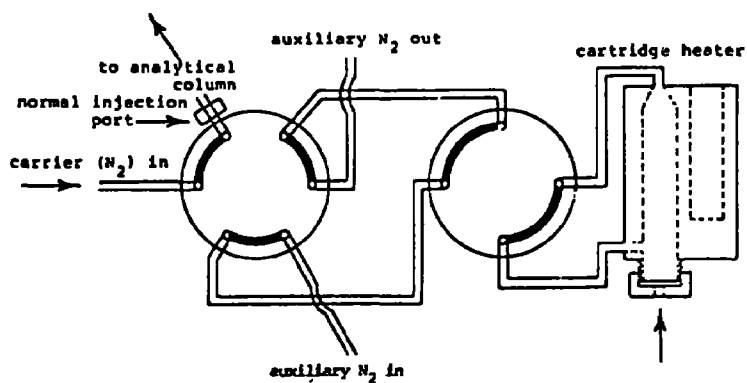 auxiliary N2 out
cartridge heater
to analytical
column
normal injection
port
carrier (N2) in
auxiliary N2 in